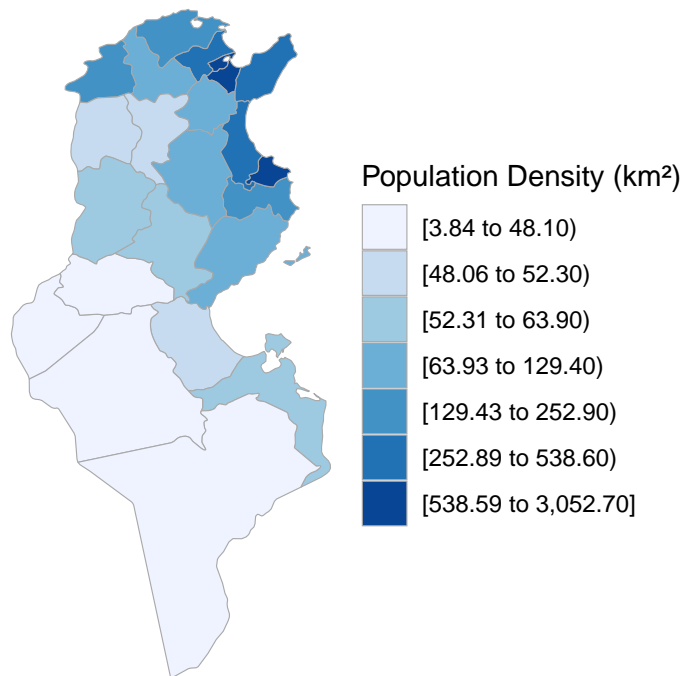 Population Density (km²)
[3.84 to 48.10)
[48.06 to 52.30)
[52.31 to 63.90)
[63.93 to 129.40)
[129.43 to 252.90)
[252.89 to 538.60)
[538.59 to 3,052.70]